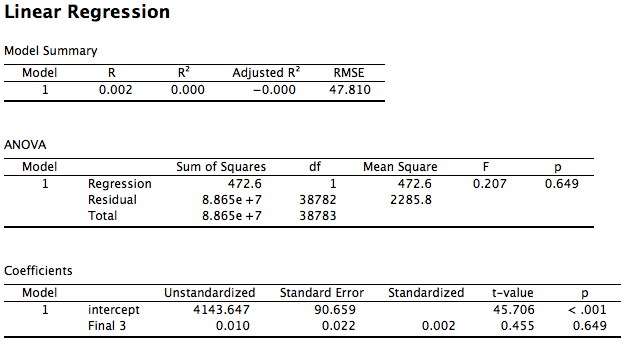 Linear Regression
Model Summary
Model R R² Adjusted R² RMSE
1 0.002 0.000 −0.000 47.810
ANOVA
Model Sum of Squares df Mean Square F p
1 Regression 472.6 1 472.6 0.207 0.649
Residual 8.865e +7 38782 2285.8
Total 8.865e +7 38783
Coefficients
Model Unstandardized Standard Error Standardized t-value p
1 intercept 4143.647 90.659 45.706 < .001
Final 3 0.010 0.022 0.002 0.455 0.649